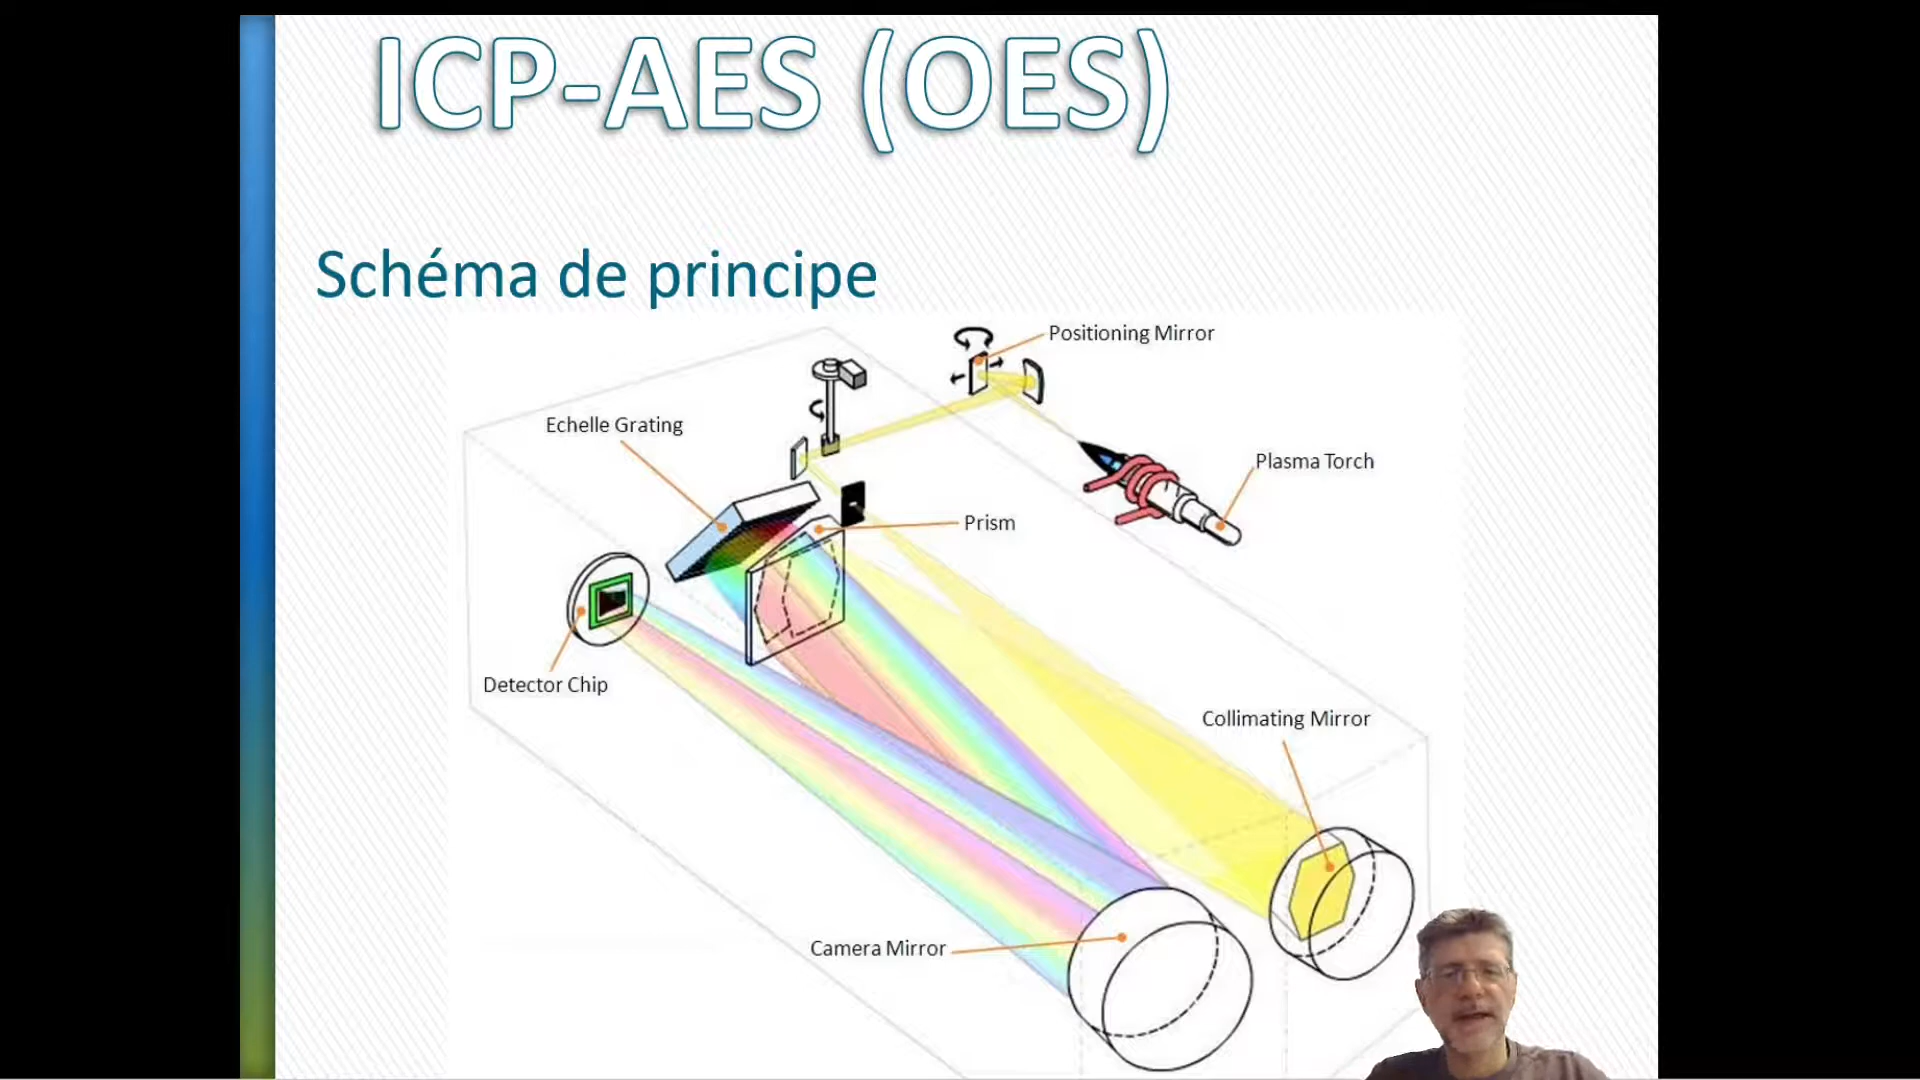 ICP-AES (OES)
Schéma de principe
Positioning Mirror
Echelle Grating
Plasma Torch
Prism
Detector Chip
Collimating Mirror
Camera Mirror